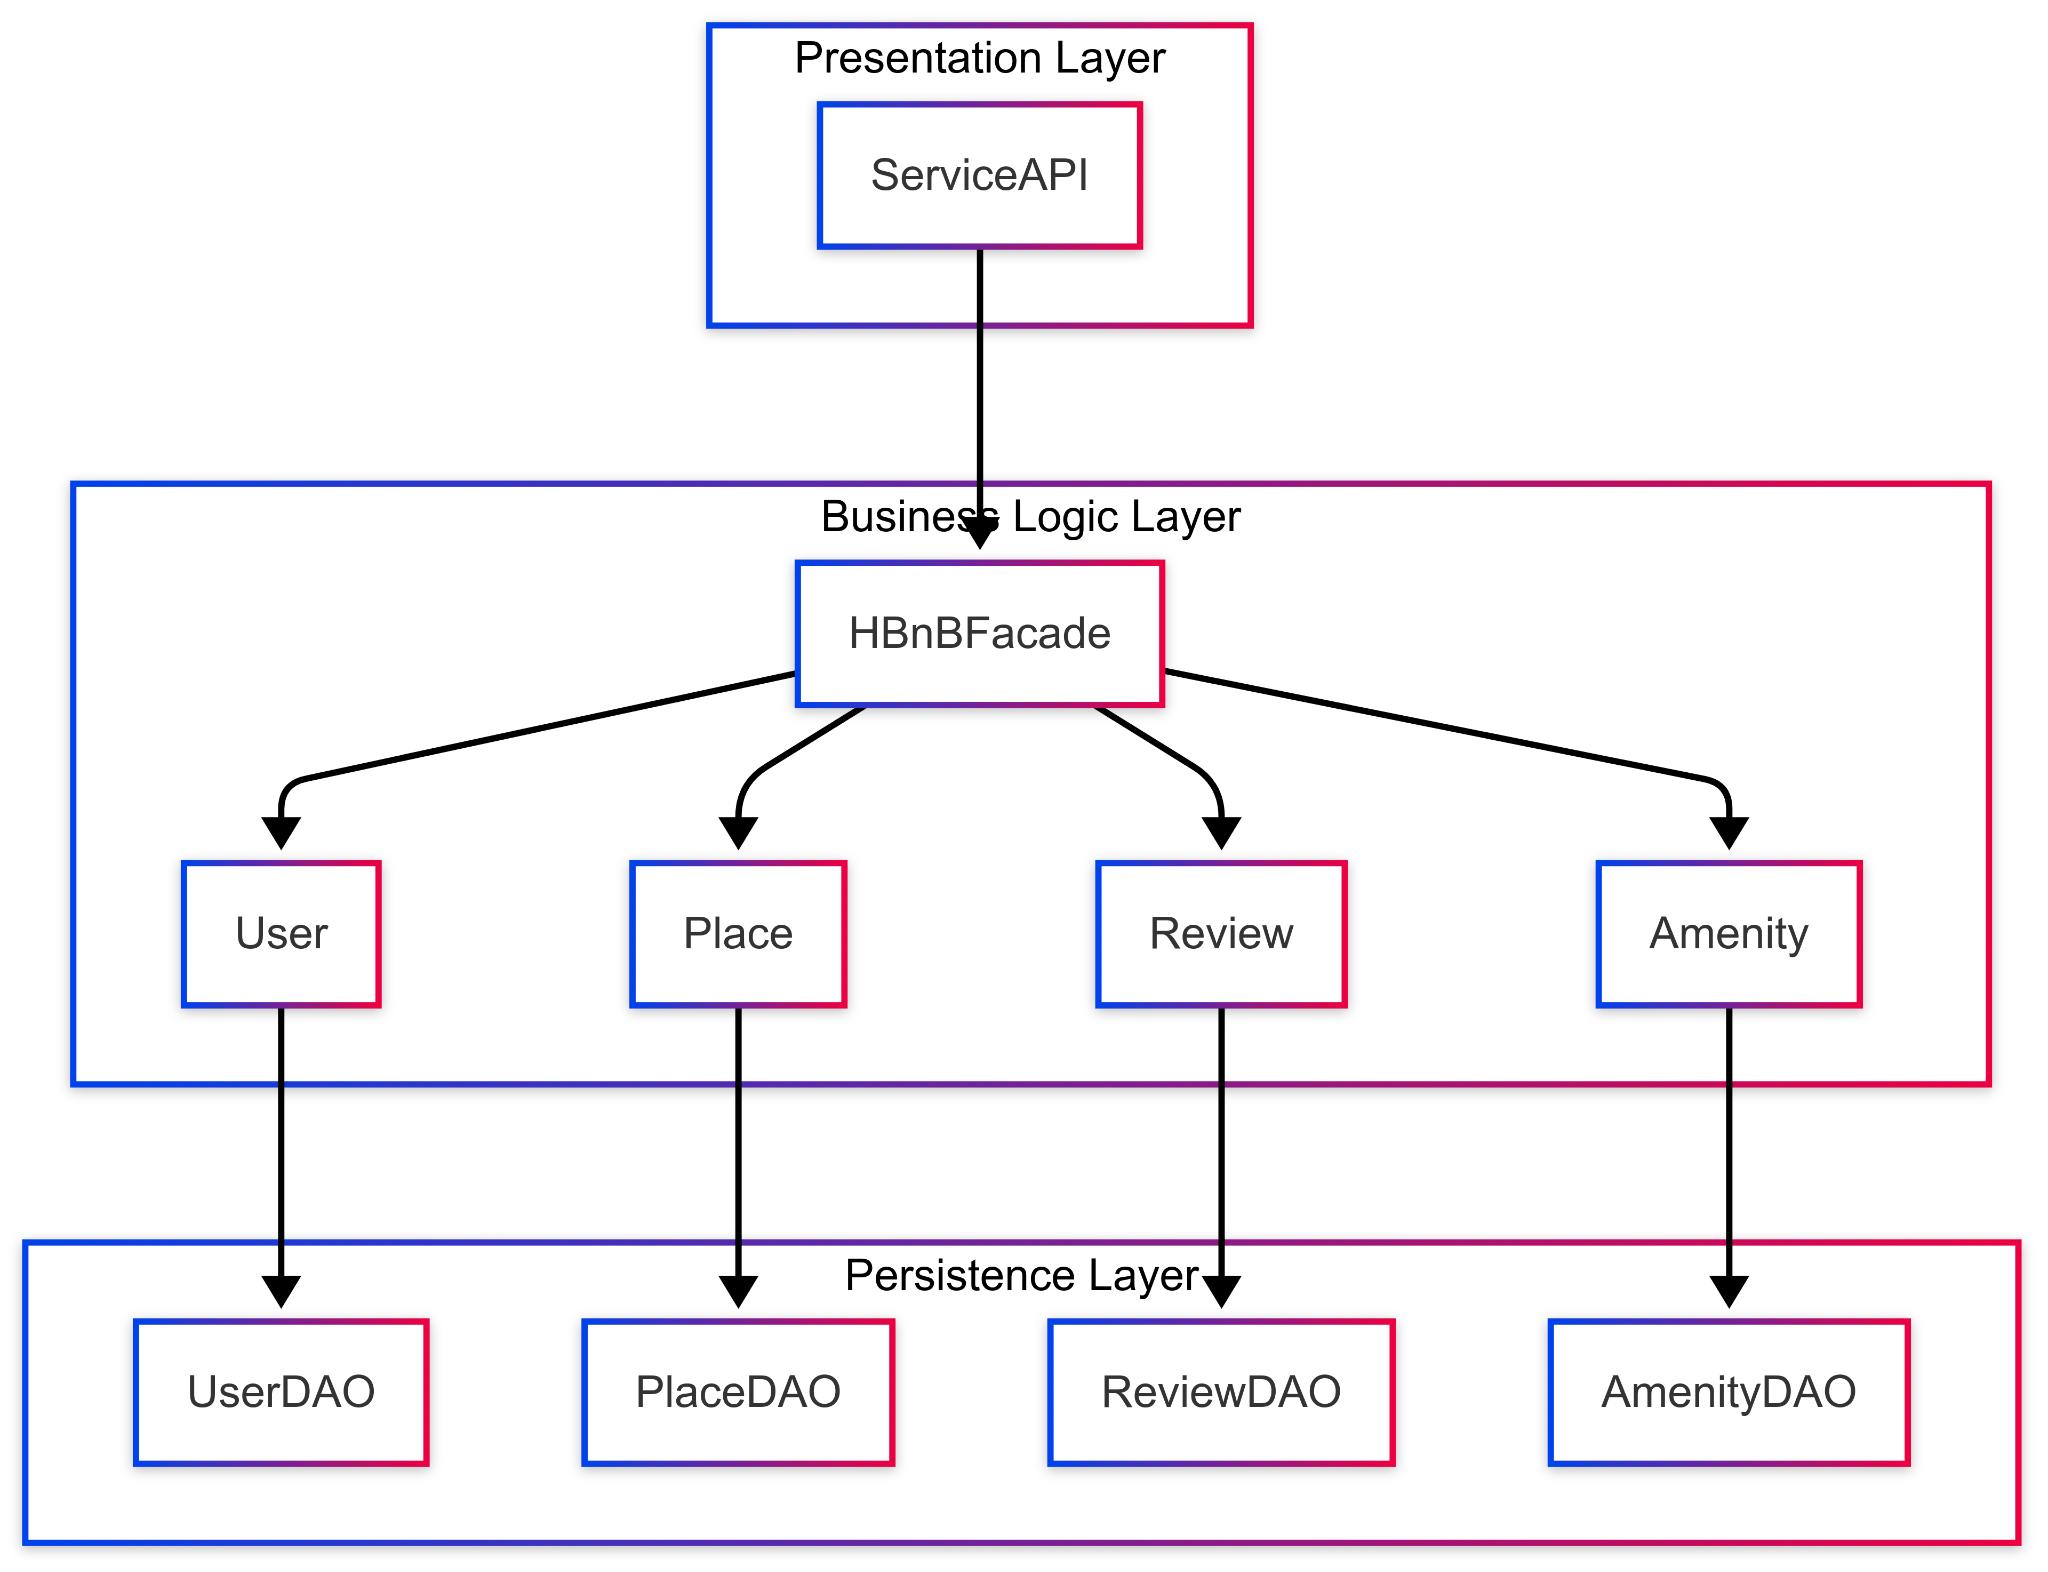 Presentation Layer
ServiceAPI
Business Logic Layer
HBnBFacade
User
Place
Review
Amenity
Persistence Layer
UserDAO
PlaceDAO
ReviewDAO
AmenityDAO